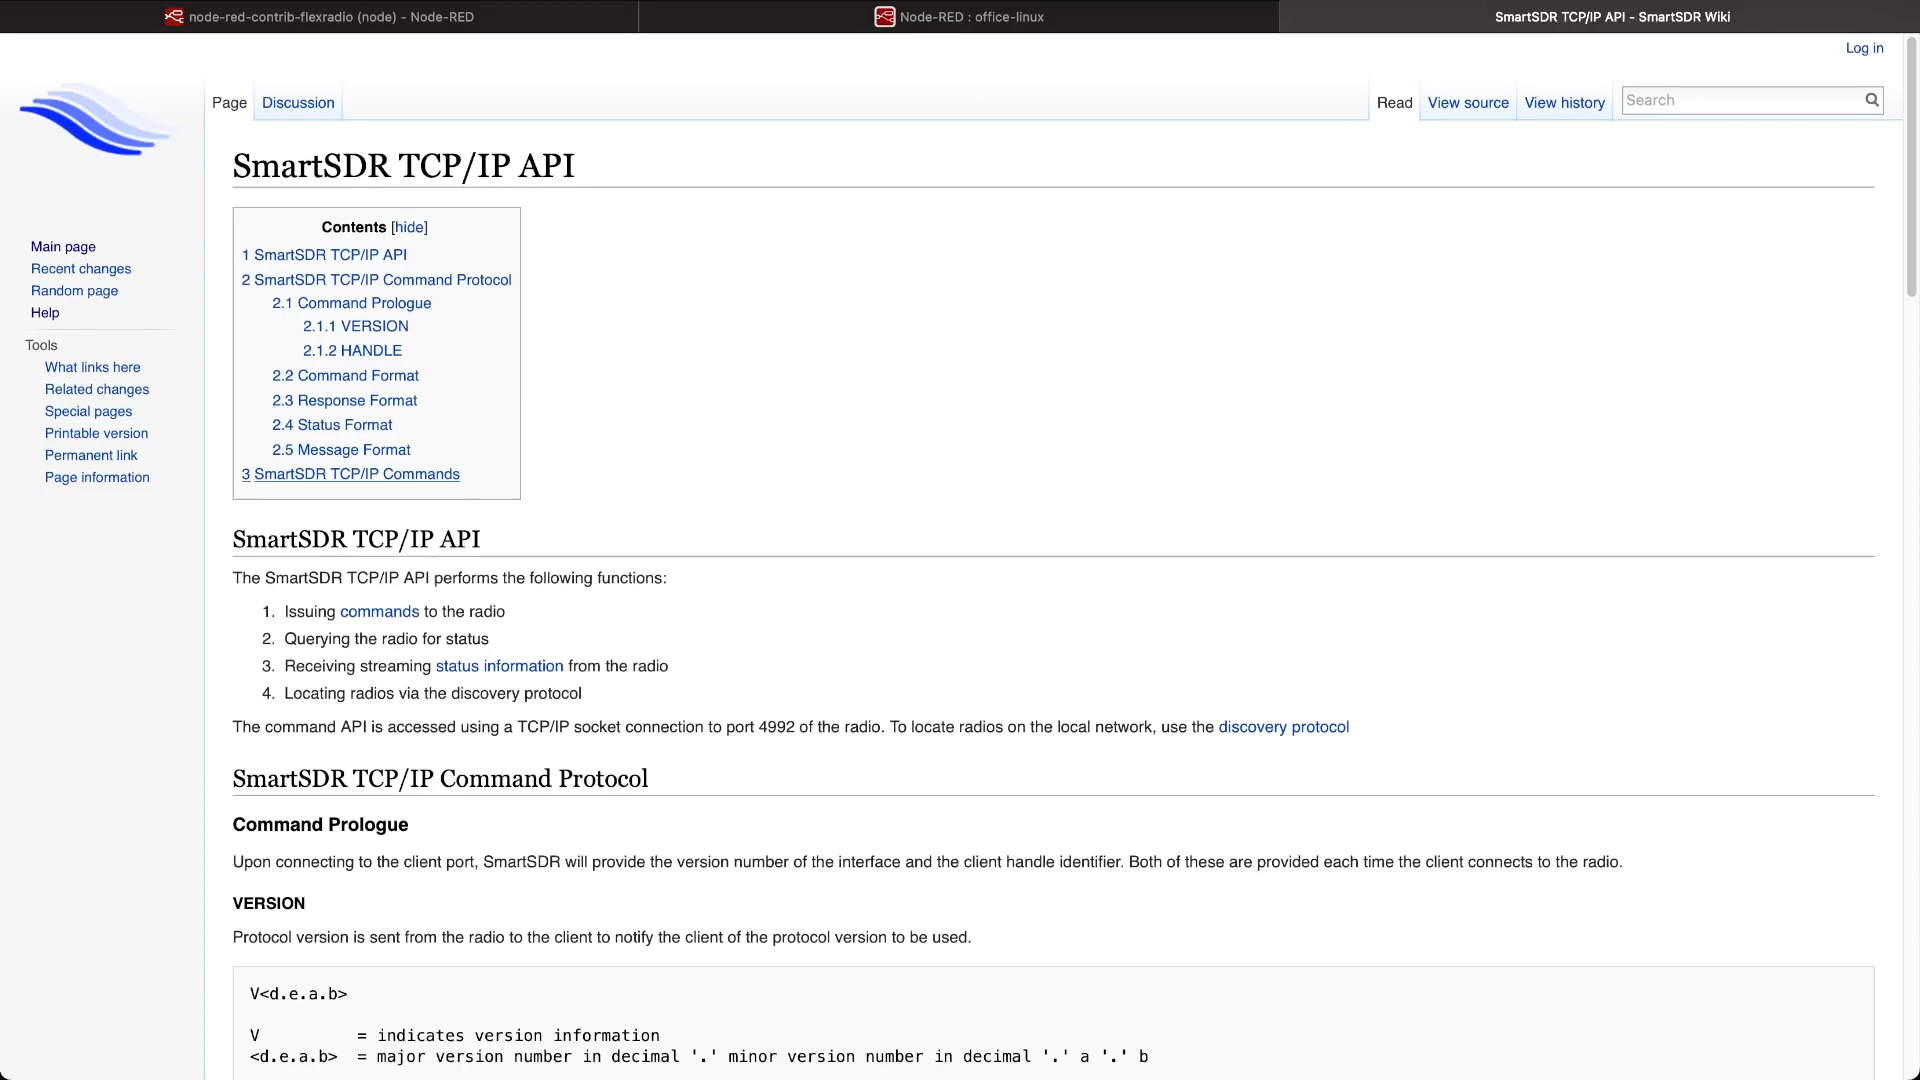 node-red-contrib-flexradio (node) - Node-RED
Node-RED : office-linux
SmartSDR TCP/IP API - SmartSDR Wiki
Log in
Page
Discussion
Read
View source
View history
Search
SmartSDR TCP/IP API
Contents [hide]
1 SmartSDR TCP/IP API
2 SmartSDR TCP/IP Command Protocol
2.1 Command Prologue
2.1.1 VERSION
2.1.2 HANDLE
2.2 Command Format
2.3 Response Format
2.4 Status Format
2.5 Message Format
3 SmartSDR TCP/IP Commands
Main page
Recent changes
Random page
Help
Tools
What links here
Related changes
Special pages
Printable version
Permanent link
Page information
SmartSDR TCP/IP API
The SmartSDR TCP/IP API performs the following functions:
1. Issuing commands to the radio
2. Querying the radio for status
3. Receiving streaming status information from the radio
4. Locating radios via the discovery protocol
The command API is accessed using a TCP/IP socket connection to port 4992 of the radio. To locate radios on the local network, use the discovery protocol
SmartSDR TCP/IP Command Protocol
Command Prologue
Upon connecting to the client port, SmartSDR will provide the version number of the interface and the client handle identifier. Both of these are provided each time the client connects to the radio.
VERSION
Protocol version is sent from the radio to the client to notify the client of the protocol version to be used.
V<d.e.a.b>
V = indicates version information
<d.e.a.b> = major version number in decimal '.' minor version number in decimal '.' a '.' b